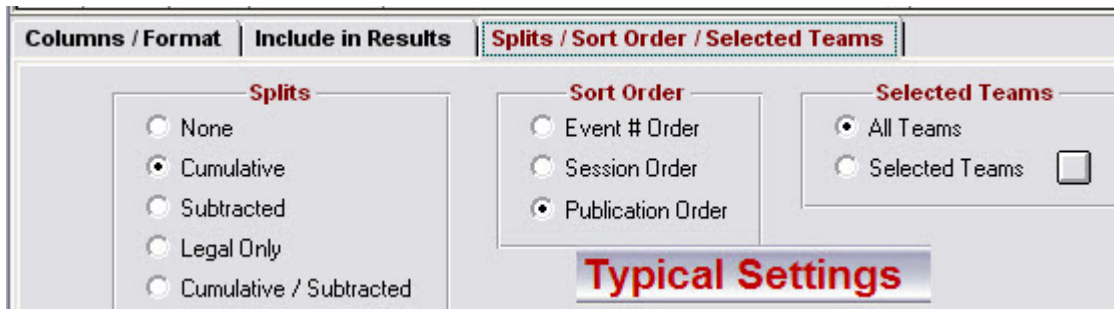 Columns / Format
Include in Results
Splits / Sort Order / Selected Teams
Splits
None
Cumulative
Subtracted
Legal Only
Cumulative / Subtracted
Sort Order
Event # Order
Session Order
Publication Order
Selected Teams
All Teams
Selected Teams
Typical Settings